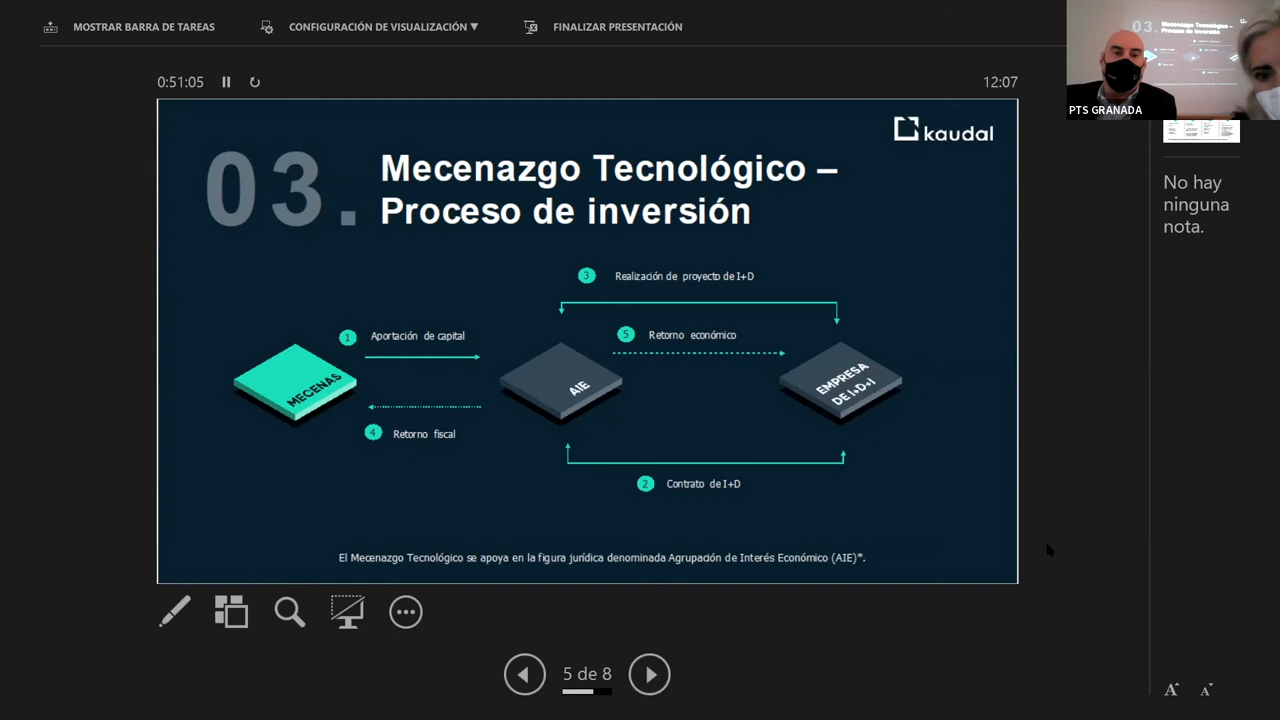 MOSTRAR BARRA DE TAREAS
CONFIGURACIÓN DE VISUALIZACIÓN ▼
FINALIZAR PRESENTACIÓN
PTS GRANADA
0:51:05
12:07
kaudal
03.
Mecenazgo Tecnológico –
Proceso de inversión
3 Realización de proyecto de I+D
1 Aportación de capital
5 Retorno económico
MECENAS
AIE
EMPRESA
DE I+D+I
4 Retorno fiscal
2 Contrato de I+D
El Mecenazgo Tecnológico se apoya en la figura jurídica denominada Agrupación de Interés Económico (AIE)*.
No hay
ninguna
nota.
5 de 8
A A